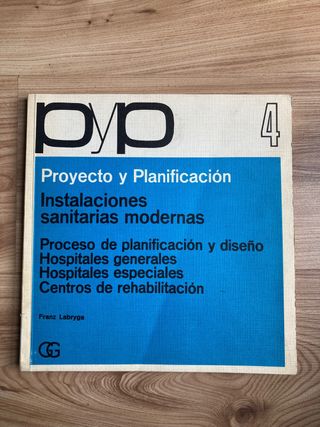 pyp 4
Proyecto y Planificación
Instalaciones
sanitarias modernas
Proceso de planificación y diseño
Hospitales generales
Hospitales especiales
Centros de rehabilitación
Franz Labryga
GG